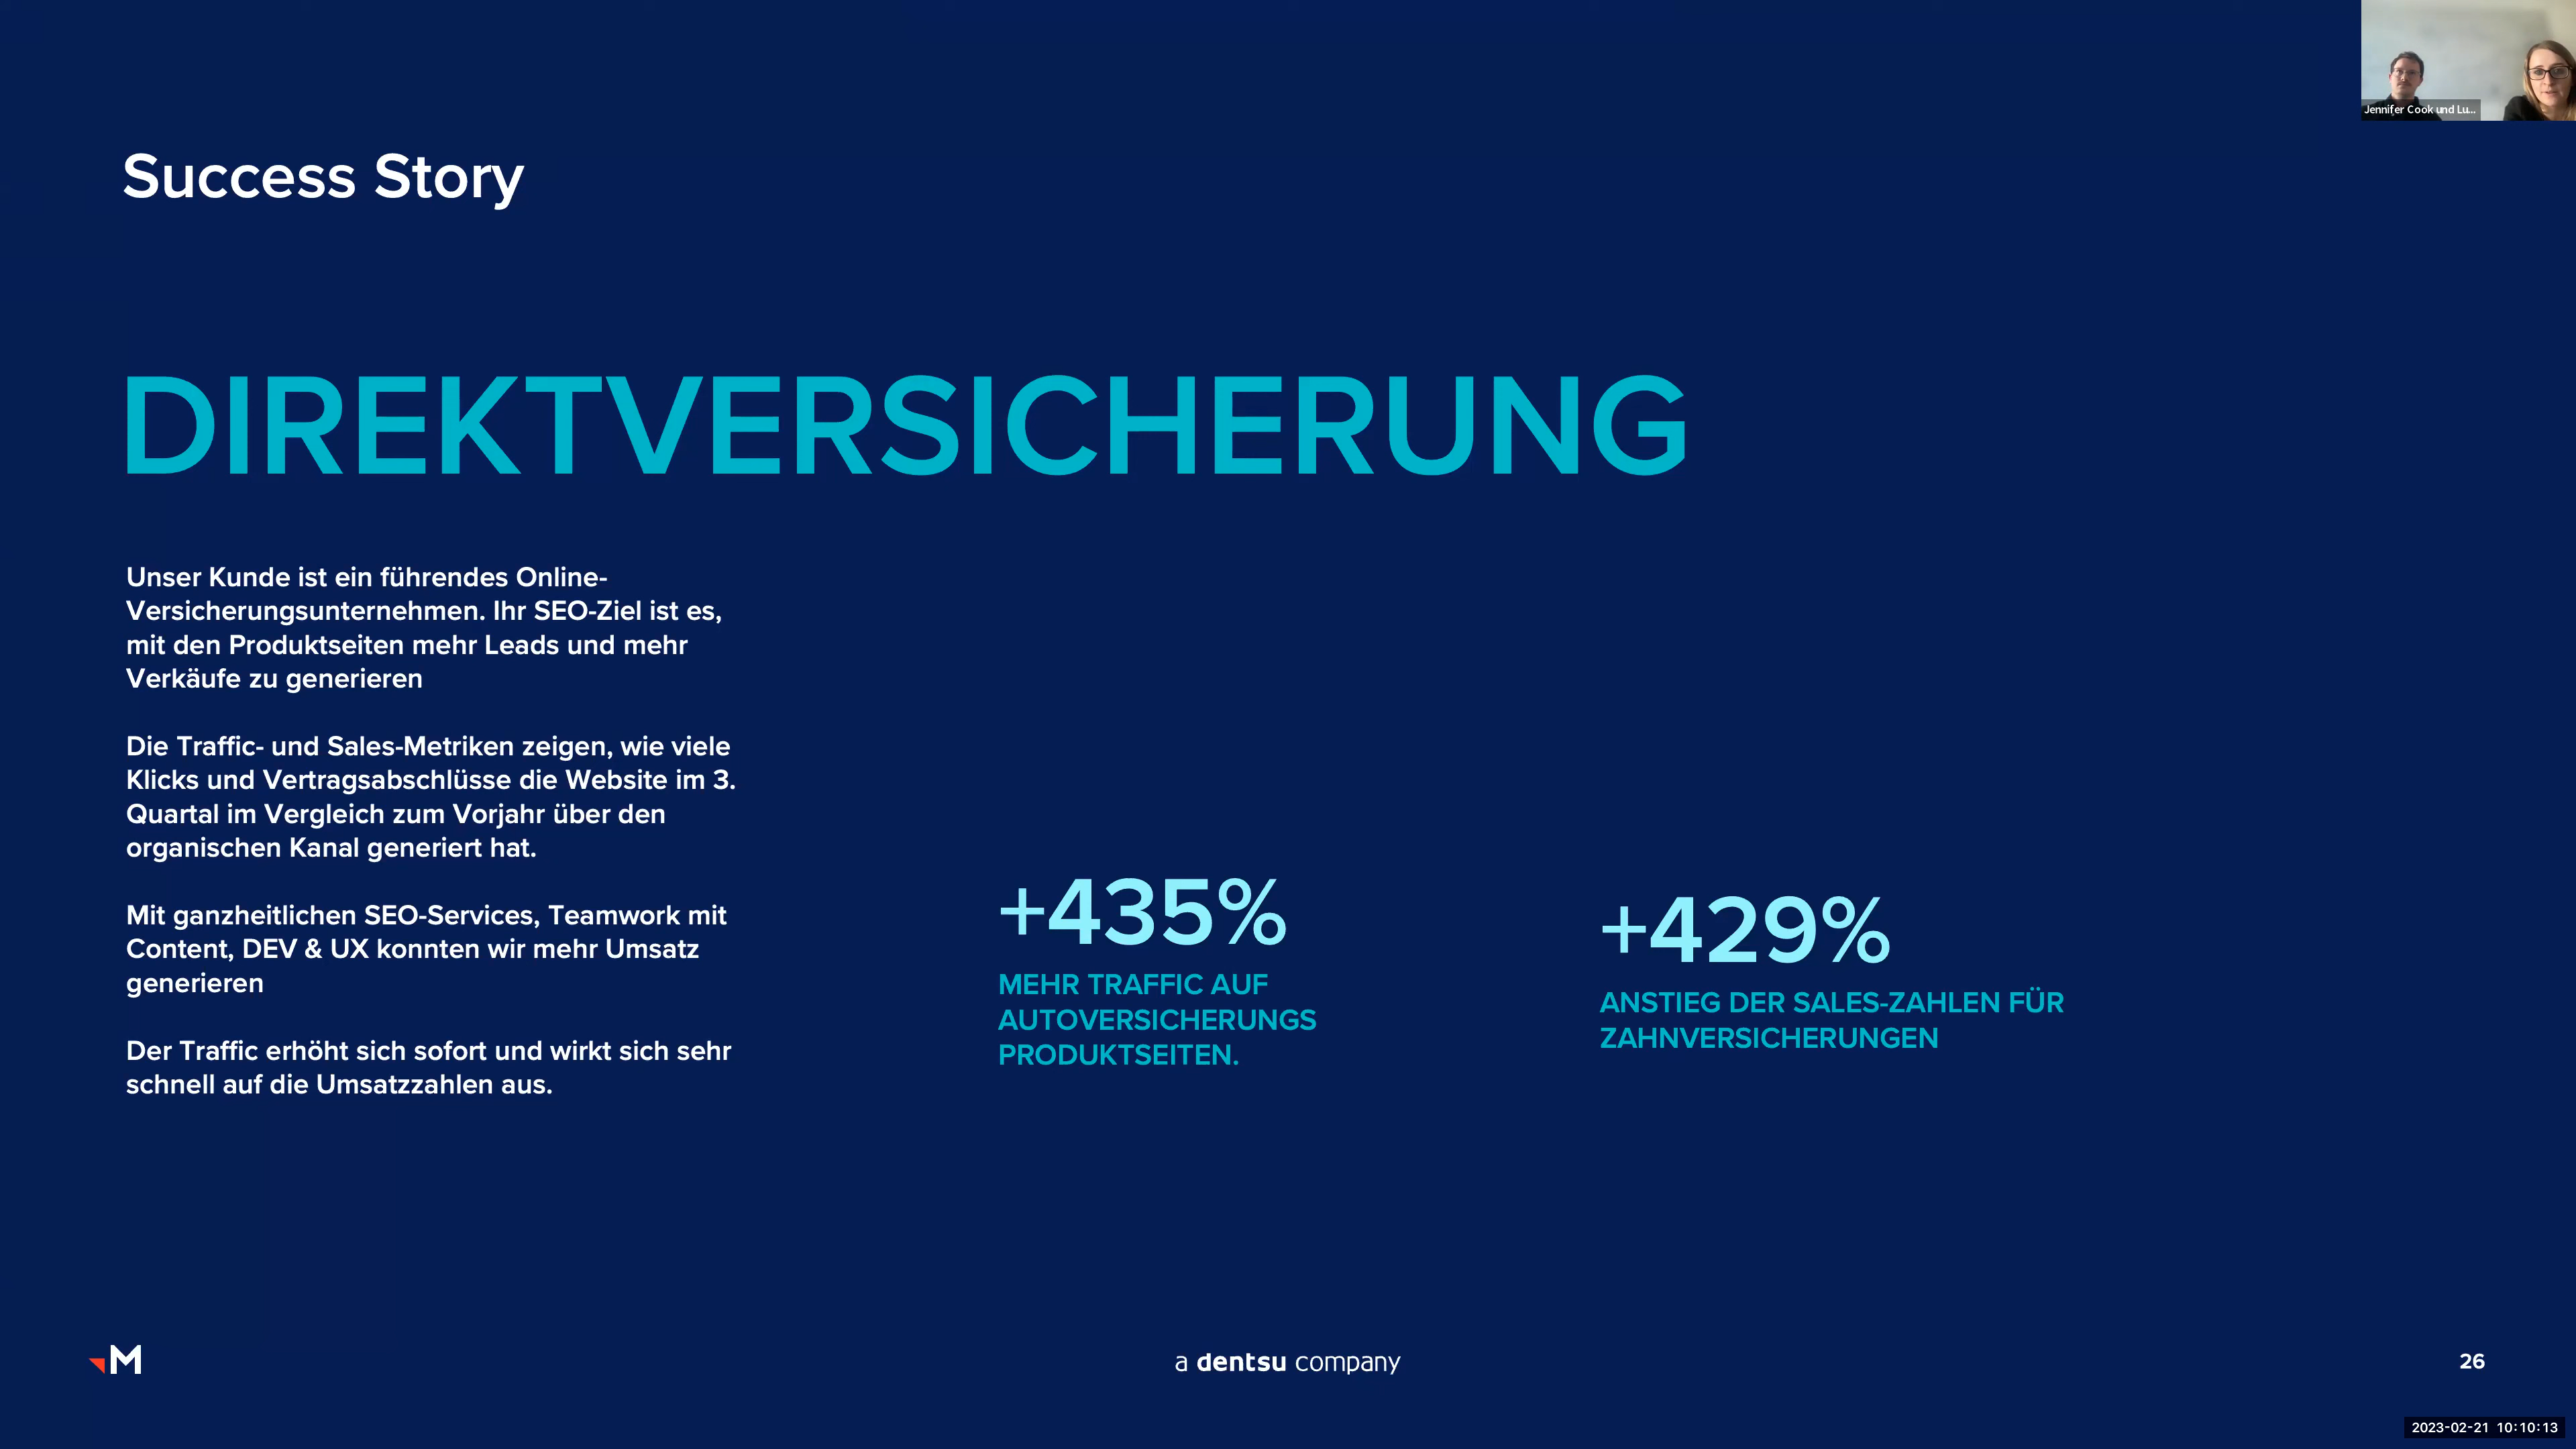 Jennifer Cook und Lu...
Success Story
DIREKTVERSICHERUNG
Unser Kunde ist ein führendes Online-
Versicherungsunternehmen. Ihr SEO-Ziel ist es,
mit den Produktseiten mehr Leads und mehr
Verkäufe zu generieren
Die Traffic- und Sales-Metriken zeigen, wie viele
Klicks und Vertragsabschlüsse die Website im 3.
Quartal im Vergleich zum Vorjahr über den
organischen Kanal generiert hat.
Mit ganzheitlichen SEO-Services, Teamwork mit
Content, DEV & UX konnten wir mehr Umsatz
generieren
Der Traffic erhöht sich sofort und wirkt sich sehr
schnell auf die Umsatzzahlen aus.
+435%
MEHR TRAFFIC AUF
AUTOVERSICHERUNGS
PRODUKTSEITEN.
+429%
ANSTIEG DER SALES-ZAHLEN FÜR
ZAHNVERSICHERUNGEN
M
a dentsu company
26
2023-02-21 10:10:13